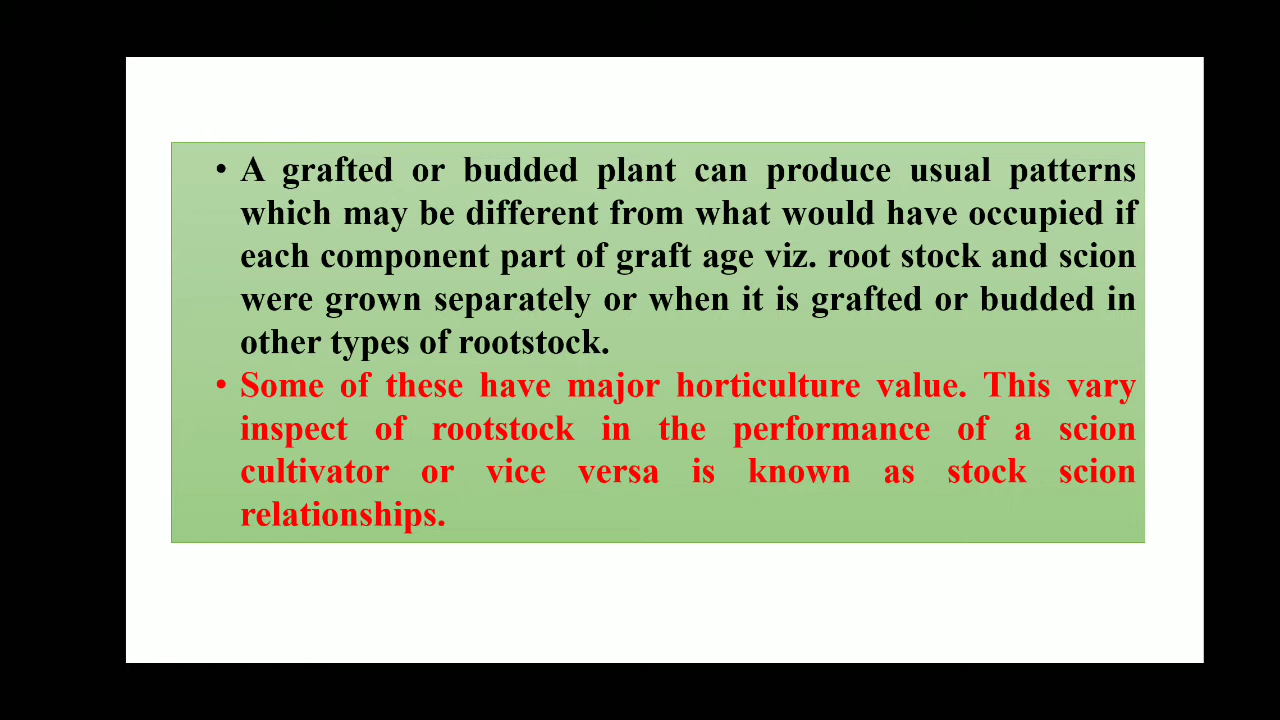 • A grafted or budded plant can produce usual patterns
which may be different from what would have occupied if
each component part of graft age viz. root stock and scion
were grown separately or when it is grafted or budded in
other types of rootstock.
• Some of these have major horticulture value. This vary
inspect of rootstock in the performance of a scion
cultivator or vice versa is known as stock scion
relationships.